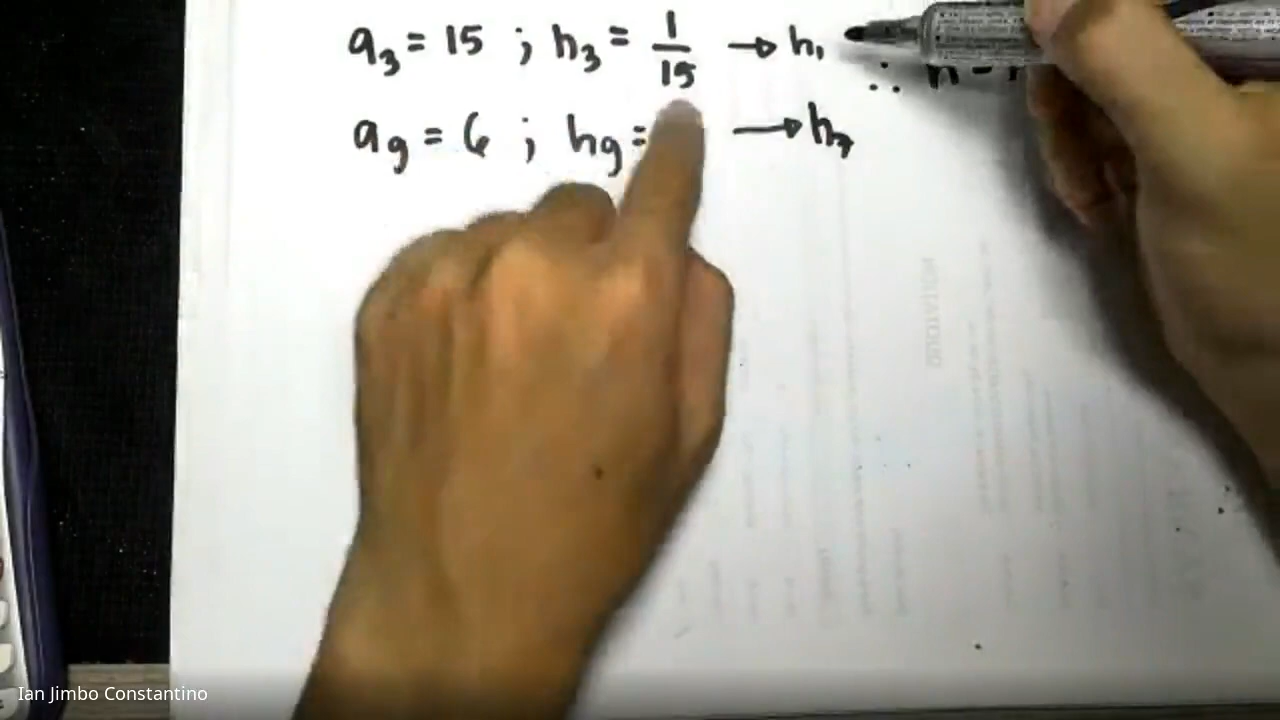 a₃ = 15 ; h₃ = 1/15 → h₁
∴ n =
a₉ = 6 ; h₉ = → h₇
Ian Jimbo Constantino